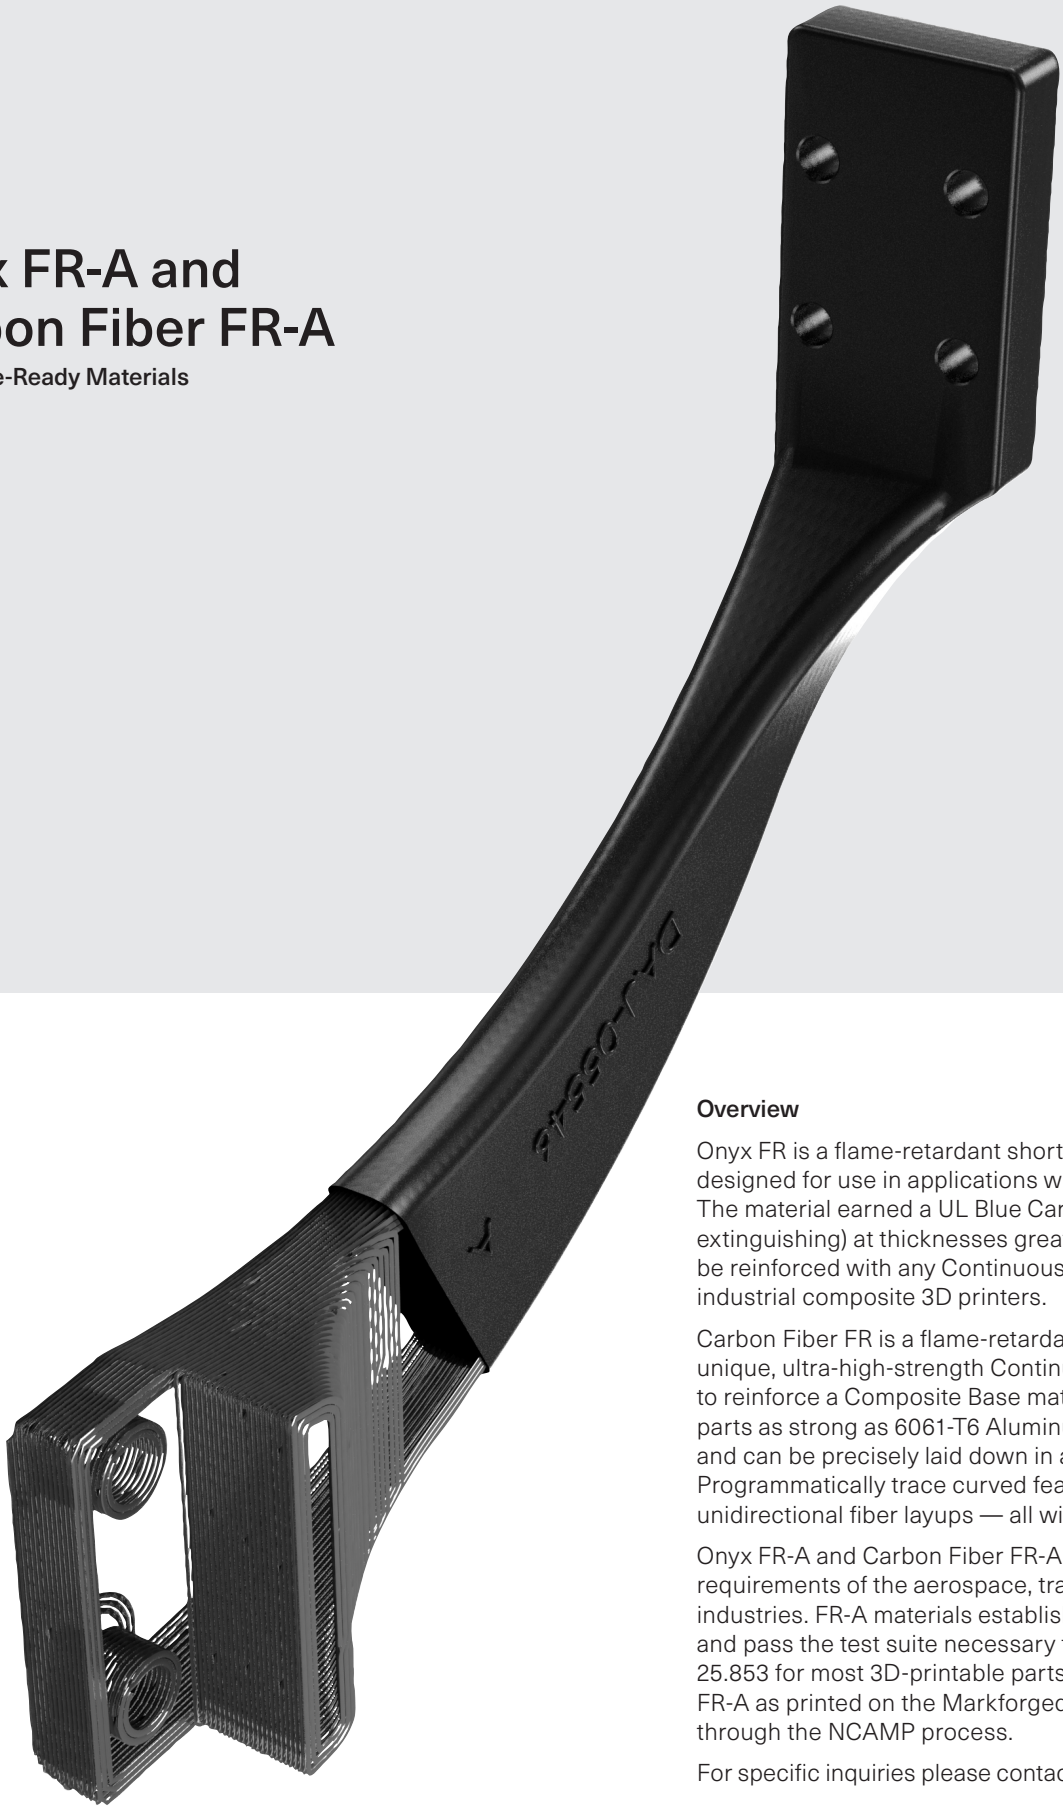 FR-A and
Fiber FR-A
-Ready Materials
DAJ-055546
Overview
Onyx FR is a flame-retardant short
designed for use in applications w
The material earned a UL Blue Car
extinguishing) at thicknesses grea
be reinforced with any Continuous
industrial composite 3D printers.
Carbon Fiber FR is a flame-retarda
unique, ultra-high-strength Contin
to reinforce a Composite Base mat
parts as strong as 6061-T6 Alumin
and can be precisely laid down in a
Programmatically trace curved fea
unidirectional fiber layups — all wi
Onyx FR-A and Carbon Fiber FR-A
requirements of the aerospace, tra
industries. FR-A materials establis
and pass the test suite necessary
25.853 for most 3D-printable parts
FR-A as printed on the Markforged
through the NCAMP process.
For specific inquiries please contac